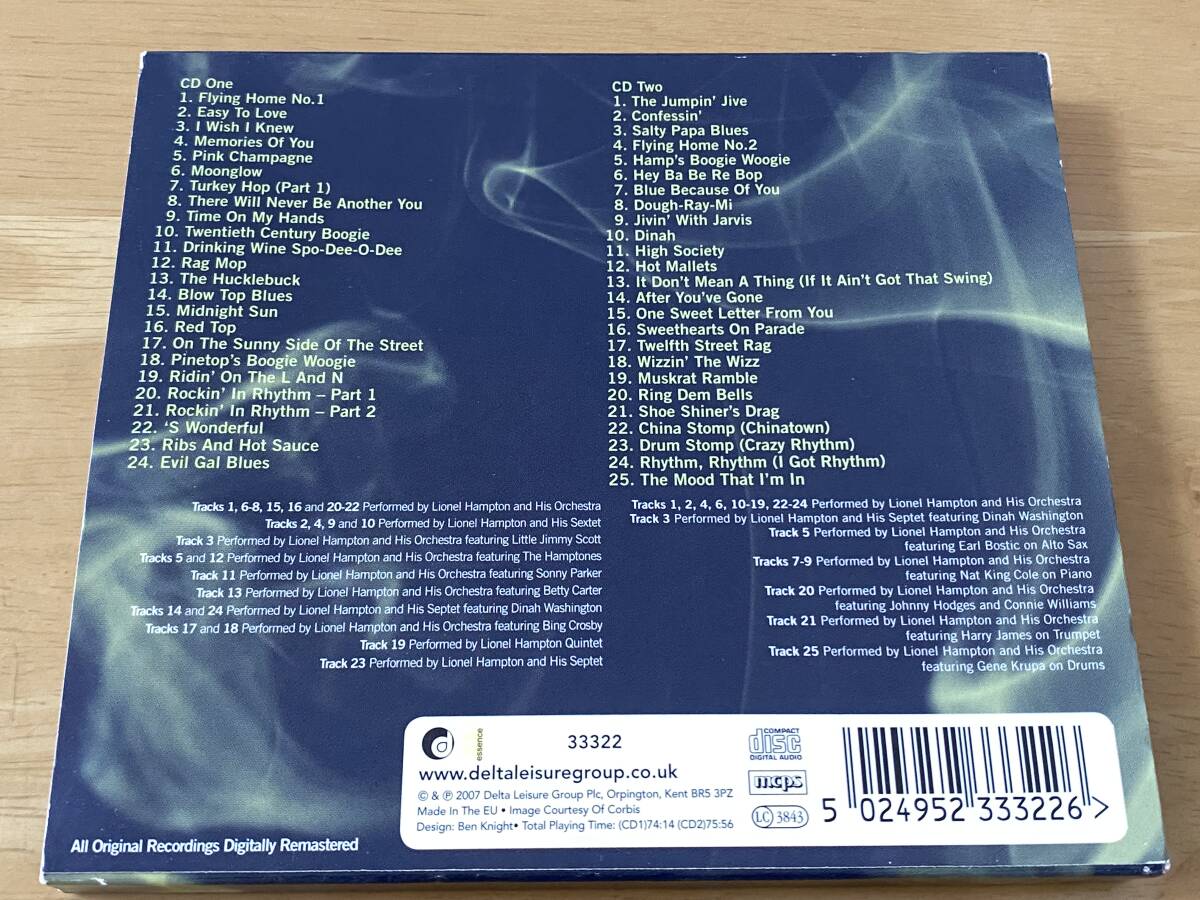 CD One
1. Flying Home No.1
2. Easy To Love
3. I Wish I Knew
4. Memories Of You
5. Pink Champagne
6. Moonglow
7. Turkey Hop (Part 1)
8. There Will Never Be Another You
9. Time On My Hands
10. Twentieth Century Boogie
11. Drinking Wine Spo-Dee-O-Dee
12. Rag Mop
13. The Hucklebuck
14. Blow Top Blues
15. Midnight Sun
16. Red Top
17. On The Sunny Side Of The Street
18. Pinetop's Boogie Woogie
19. Ridin' On The L And N
20. Rockin' In Rhythm – Part 1
21. Rockin' In Rhythm – Part 2
22. 'S Wonderful
23. Ribs And Hot Sauce
24. Evil Gal Blues
Tracks 1, 6-8, 15, 16 and 20-22 Performed by Lionel Hampton and His Orchestra
Tracks 2, 4, 9 and 10 Performed by Lionel Hampton and His Sextet
Track 3 Performed by Lionel Hampton and His Orchestra featuring Little Jimmy Scott
Tracks 5 and 12 Performed by Lionel Hampton and His Orchestra featuring The Hamptones
Track 11 Performed by Lionel Hampton and His Orchestra featuring Sonny Parker
Track 13 Performed by Lionel Hampton and His Orchestra featuring Betty Carter
Tracks 14 and 24 Performed by Lionel Hampton and His Septet featuring Dinah Washington
Tracks 17 and 18 Performed by Lionel Hampton and His Orchestra featuring Bing Crosby
Track 19 Performed by Lionel Hampton Quintet
Track 23 Performed by Lionel Hampton and His Septet
CD Two
1. The Jumpin' Jive
2. Confessin'
3. Salty Papa Blues
4. Flying Home No.2
5. Hamp's Boogie Woogie
6. Hey Ba Be Re Bop
7. Blue Because Of You
8. Dough-Ray-Mi
9. Jivin' With Jarvis
10. Dinah
11. High Society
12. Hot Mallets
13. It Don't Mean A Thing (If It Ain't Got That Swing)
14. After You've Gone
15. One Sweet Letter From You
16. Sweethearts On Parade
17. Twelfth Street Rag
18. Wizzin' The Wizz
19. Muskrat Ramble
20. Ring Dem Bells
21. Shoe Shiner's Drag
22. China Stomp (Chinatown)
23. Drum Stomp (Crazy Rhythm)
24. Rhythm, Rhythm (I Got Rhythm)
25. The Mood That I'm In
Tracks 1, 2, 4, 6, 10-19, 22-24 Performed by Lionel Hampton and His Orchestra
Track 3 Performed by Lionel Hampton and His Septet featuring Dinah Washington
Track 5 Performed by Lionel Hampton and His Orchestra
featuring Earl Bostic on Alto Sax
Tracks 7-9 Performed by Lionel Hampton and His Orchestra
featuring Nat King Cole on Piano
Track 20 Performed by Lionel Hampton and His Orchestra
featuring Johnny Hodges and Connie Williams
Track 21 Performed by Lionel Hampton and His Orchestra
featuring Harry James on Trumpet
Track 25 Performed by Lionel Hampton and His Orchestra
featuring Gene Krupa on Drums
All Original Recordings Digitally Remastered
essence
33322
www.deltaleisuregroup.co.uk
© & ℗ 2007 Delta Leisure Group Plc, Orpington, Kent BR5 3PZ
Made In The EU • Image Courtesy Of Corbis
Design: Ben Knight• Total Playing Time: (CD1)74:14 (CD2)75:56
COMPACT
disc
DIGITAL AUDIO
mcps
LC 3843
5 024952 333226 >